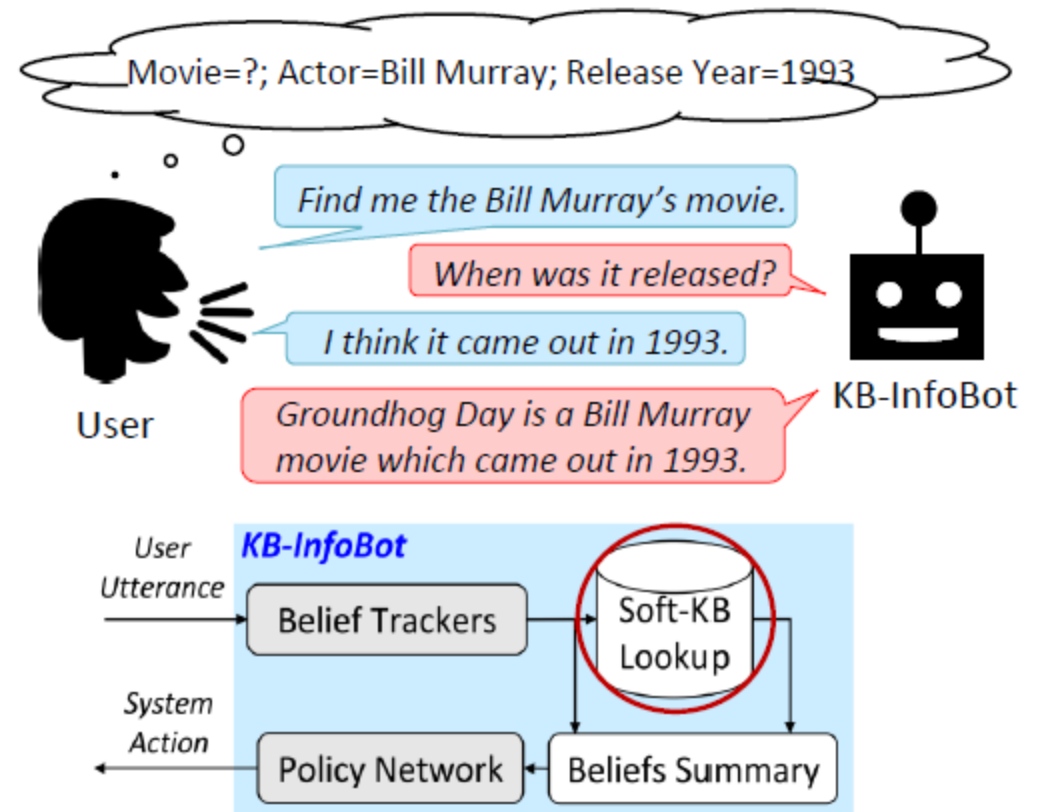 Movie=?; Actor=Bill Murray; Release Year=1993
Find me the Bill Murray’s movie.
When was it released?
I think it came out in 1993.
KB-InfoBot
User
Groundhog Day is a Bill Murray
movie which came out in 1993.
User
Utterance
KB-InfoBot
Belief Trackers
Soft-KB
Lookup
System
Action
Policy Network
Beliefs Summary